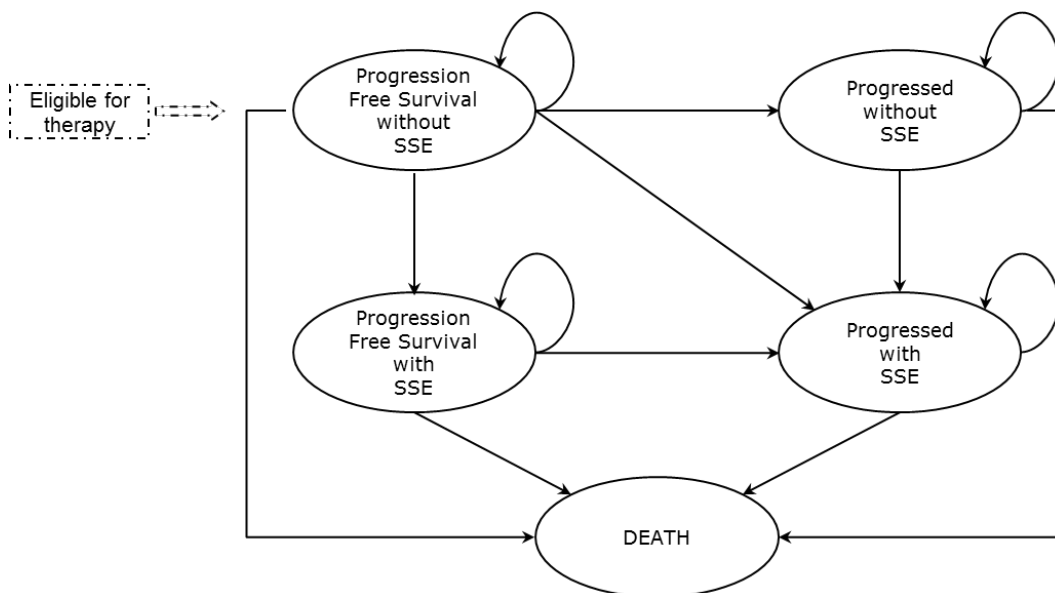 Eligible for
therapy
Progression
Free Survival
without
SSE
Progressed
without
SSE
Progression
Free Survival
with
SSE
Progressed
with
SSE
DEATH